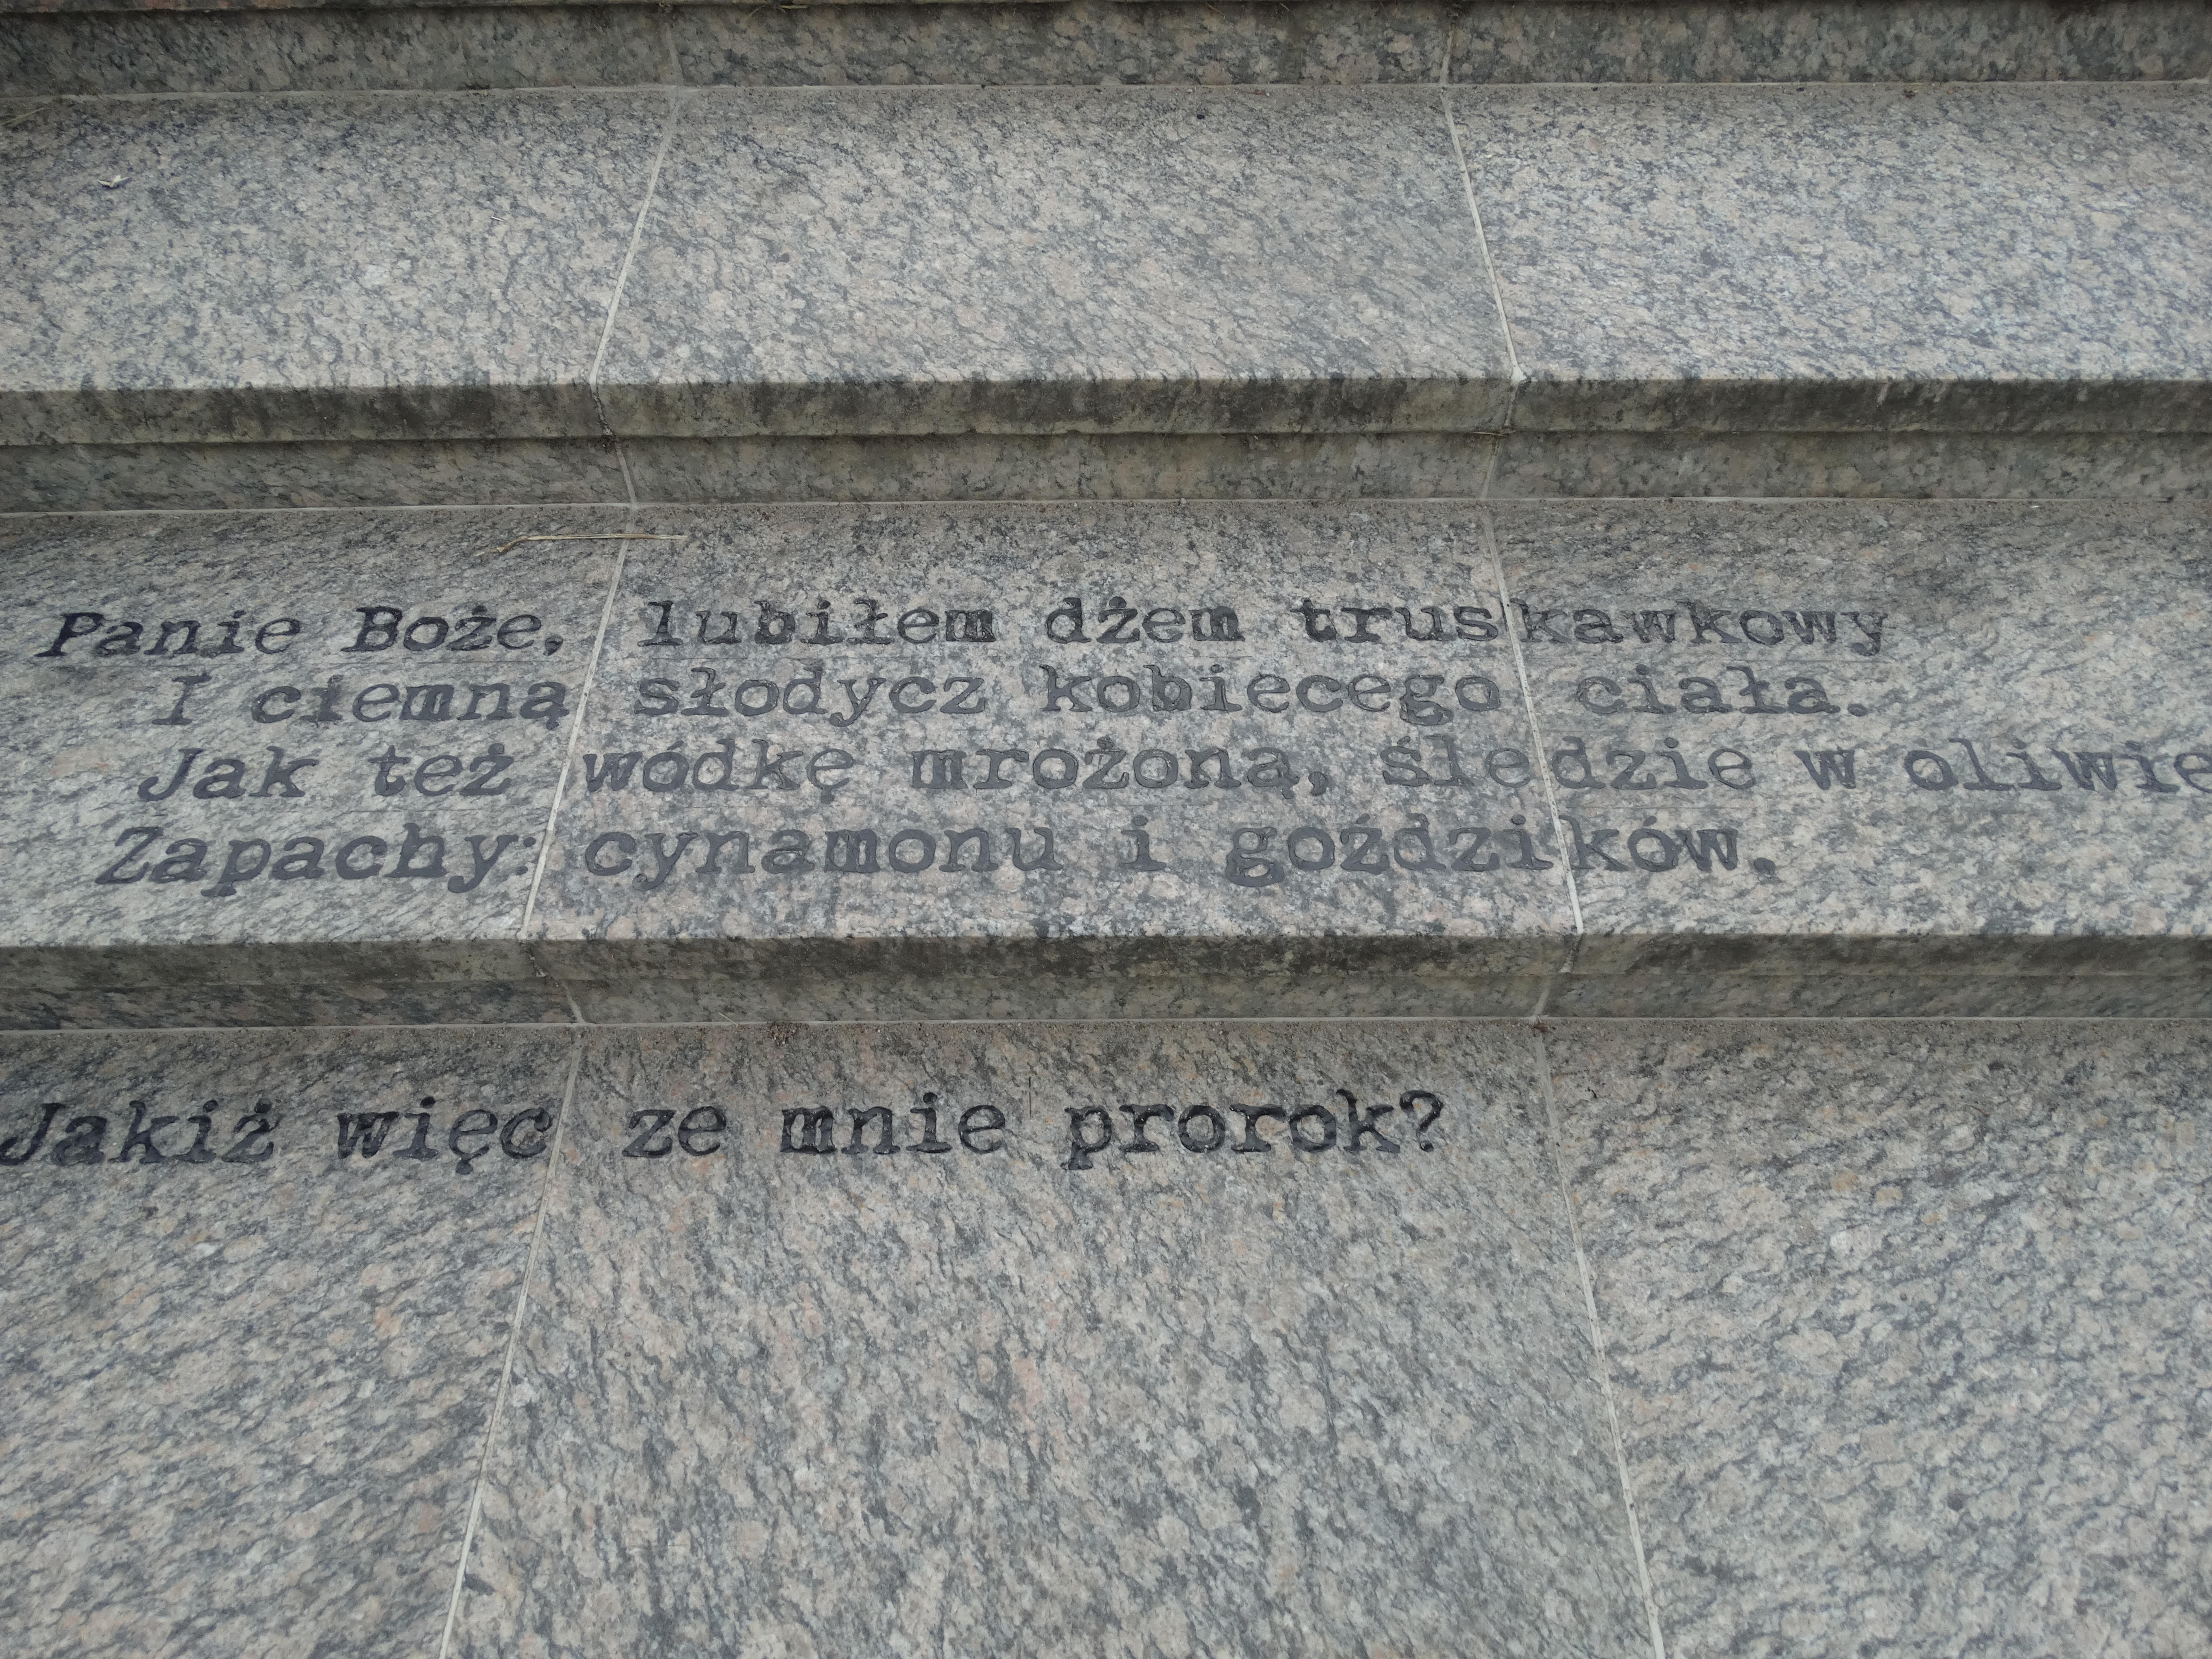 Panie Boże, lubiłem dżem truskawkowy
I ciemną słodycz kobiecego ciała.
Jak też wódkę mrożoną, śledzie w oliwie
Zapachy: cynamonu i goździków.
Jakiż więc ze mnie prorok?